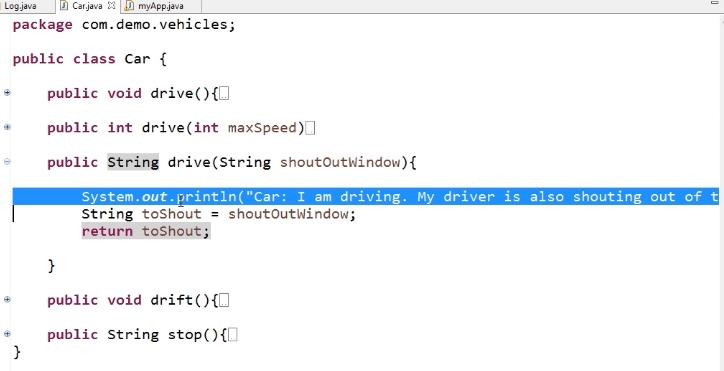 Log.java Car.java myApp.java
package com.demo.vehicles;
public class Car {
public void drive(){
public int drive(int maxSpeed)
public String drive(String shoutOutWindow){
System.out.println("Car: I am driving. My driver is also shouting out of t
String toShout = shoutOutWindow;
return toShout;
}
public void drift(){
public String stop(){
}